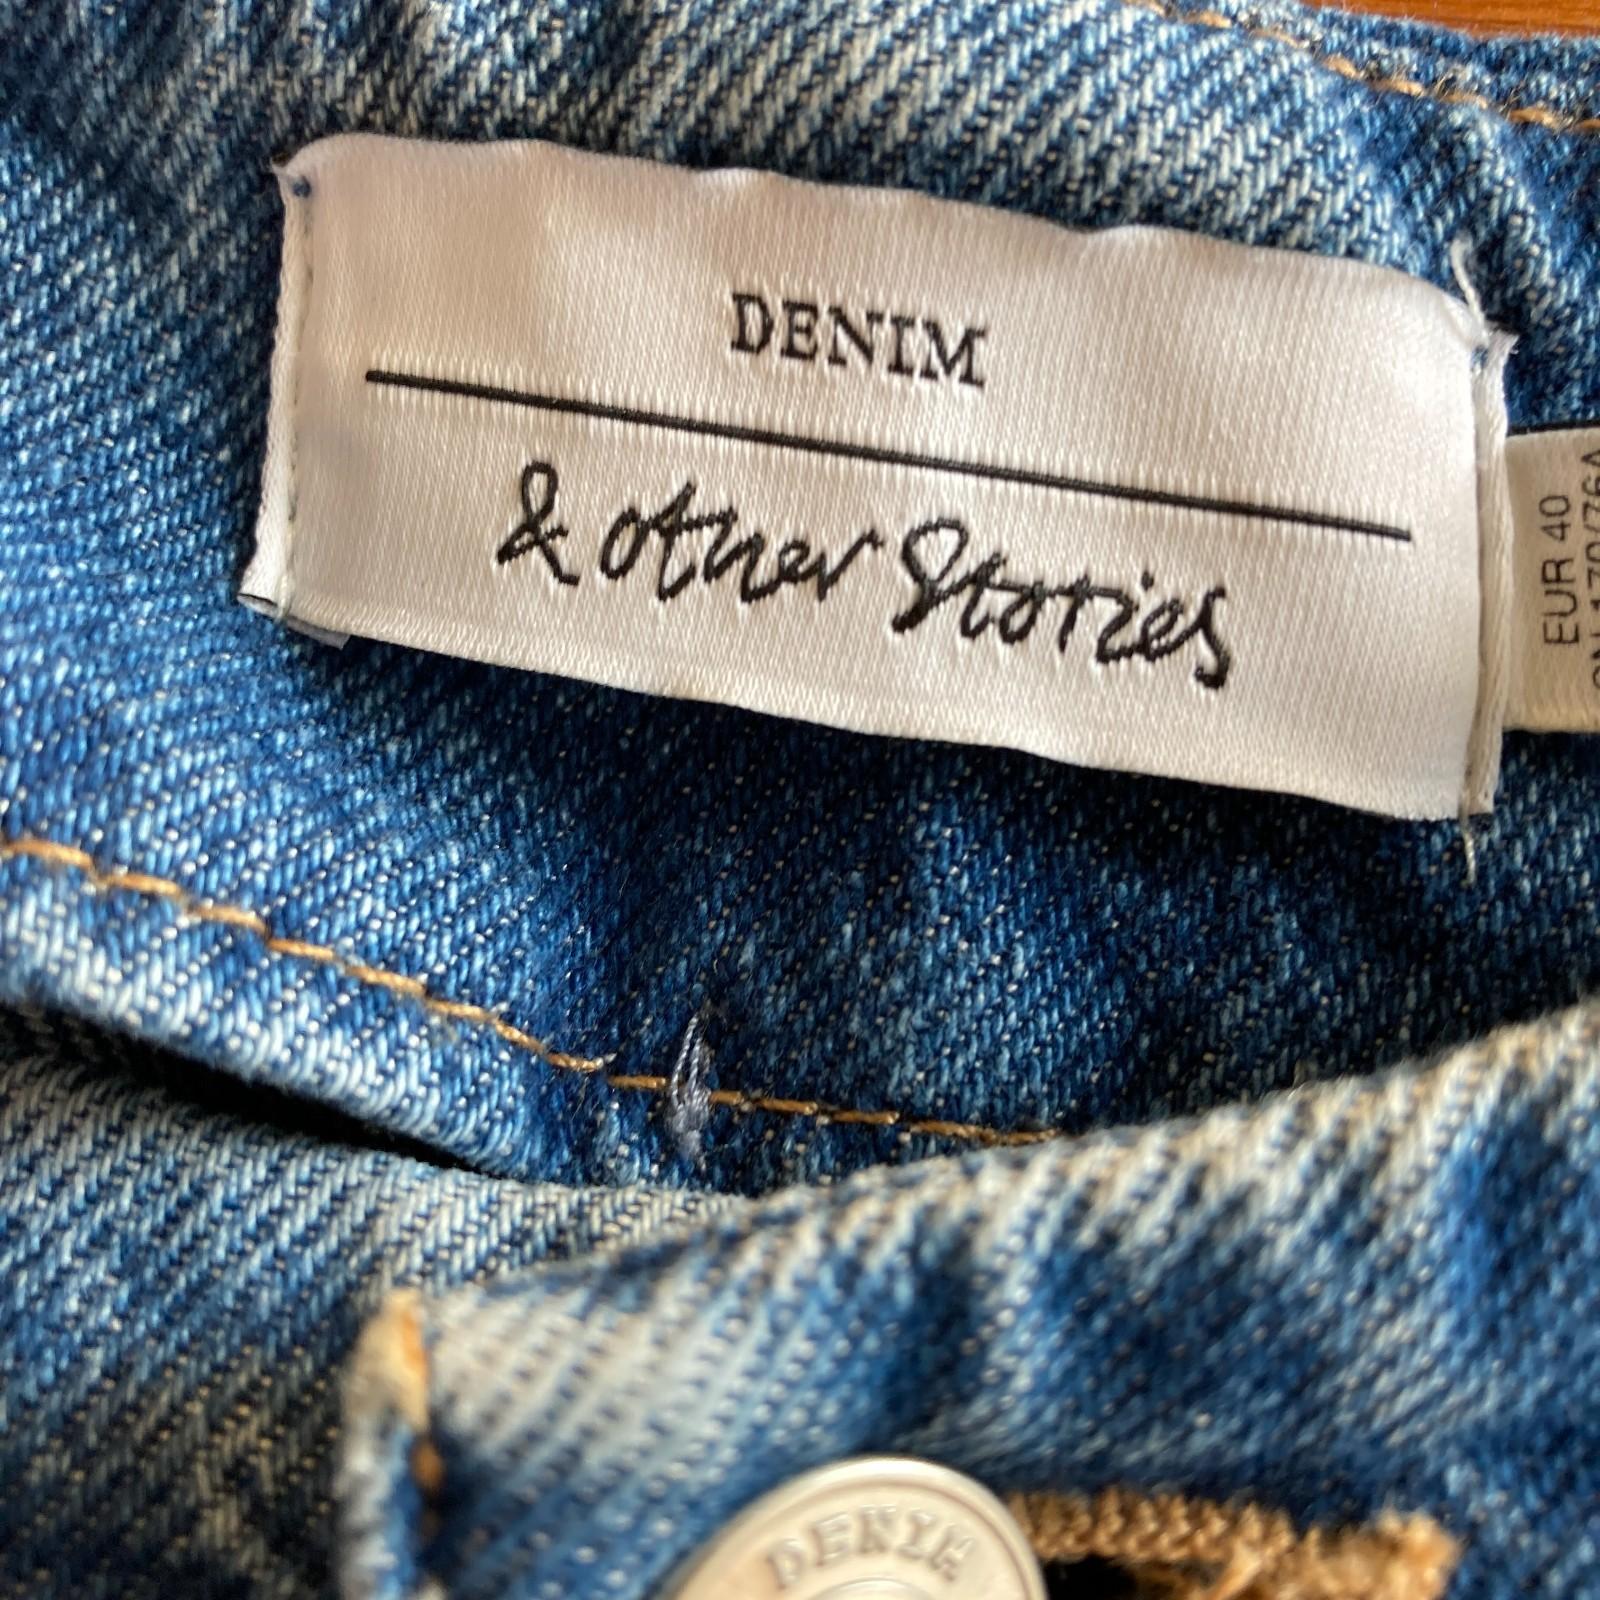 DENIM
& other Stories
EUR 40
DENIM